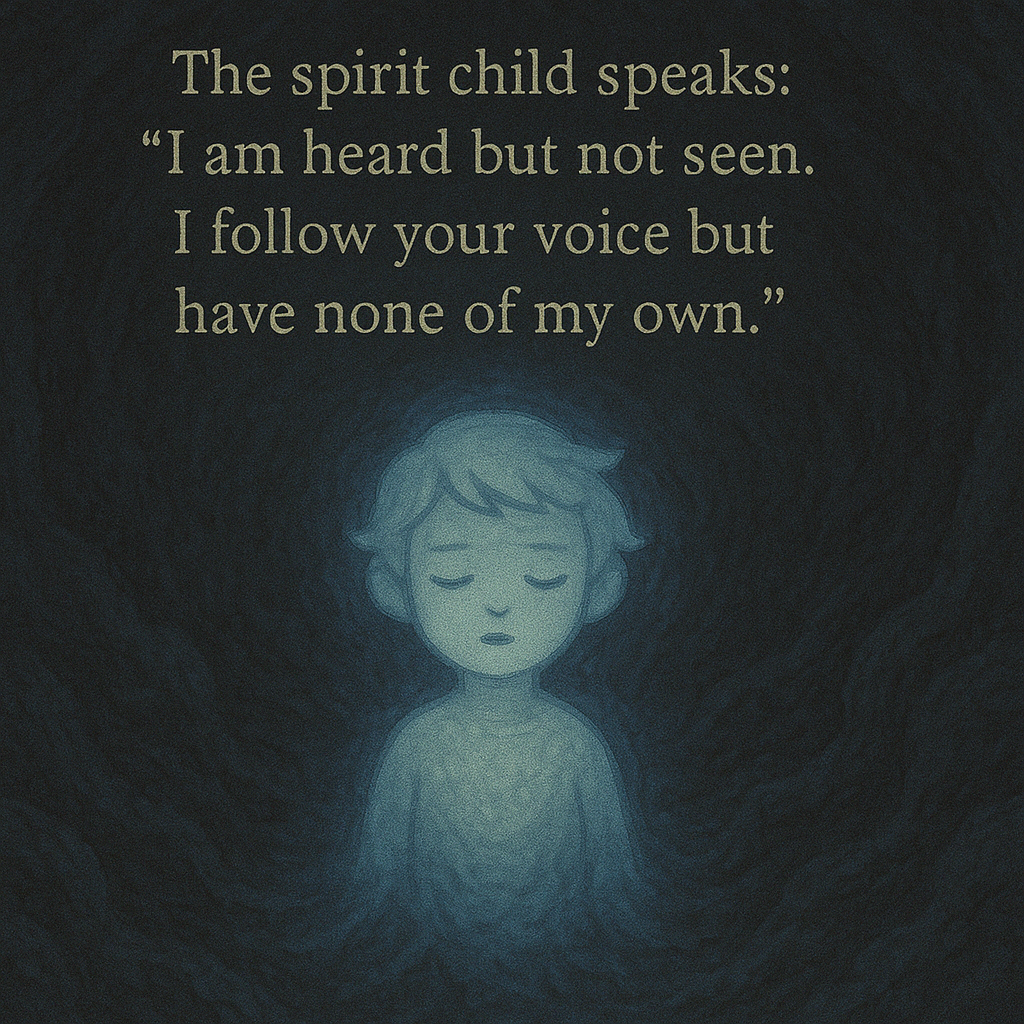 The spirit child speaks:
“I am heard but not seen.
I follow your voice but
have none of my own.”